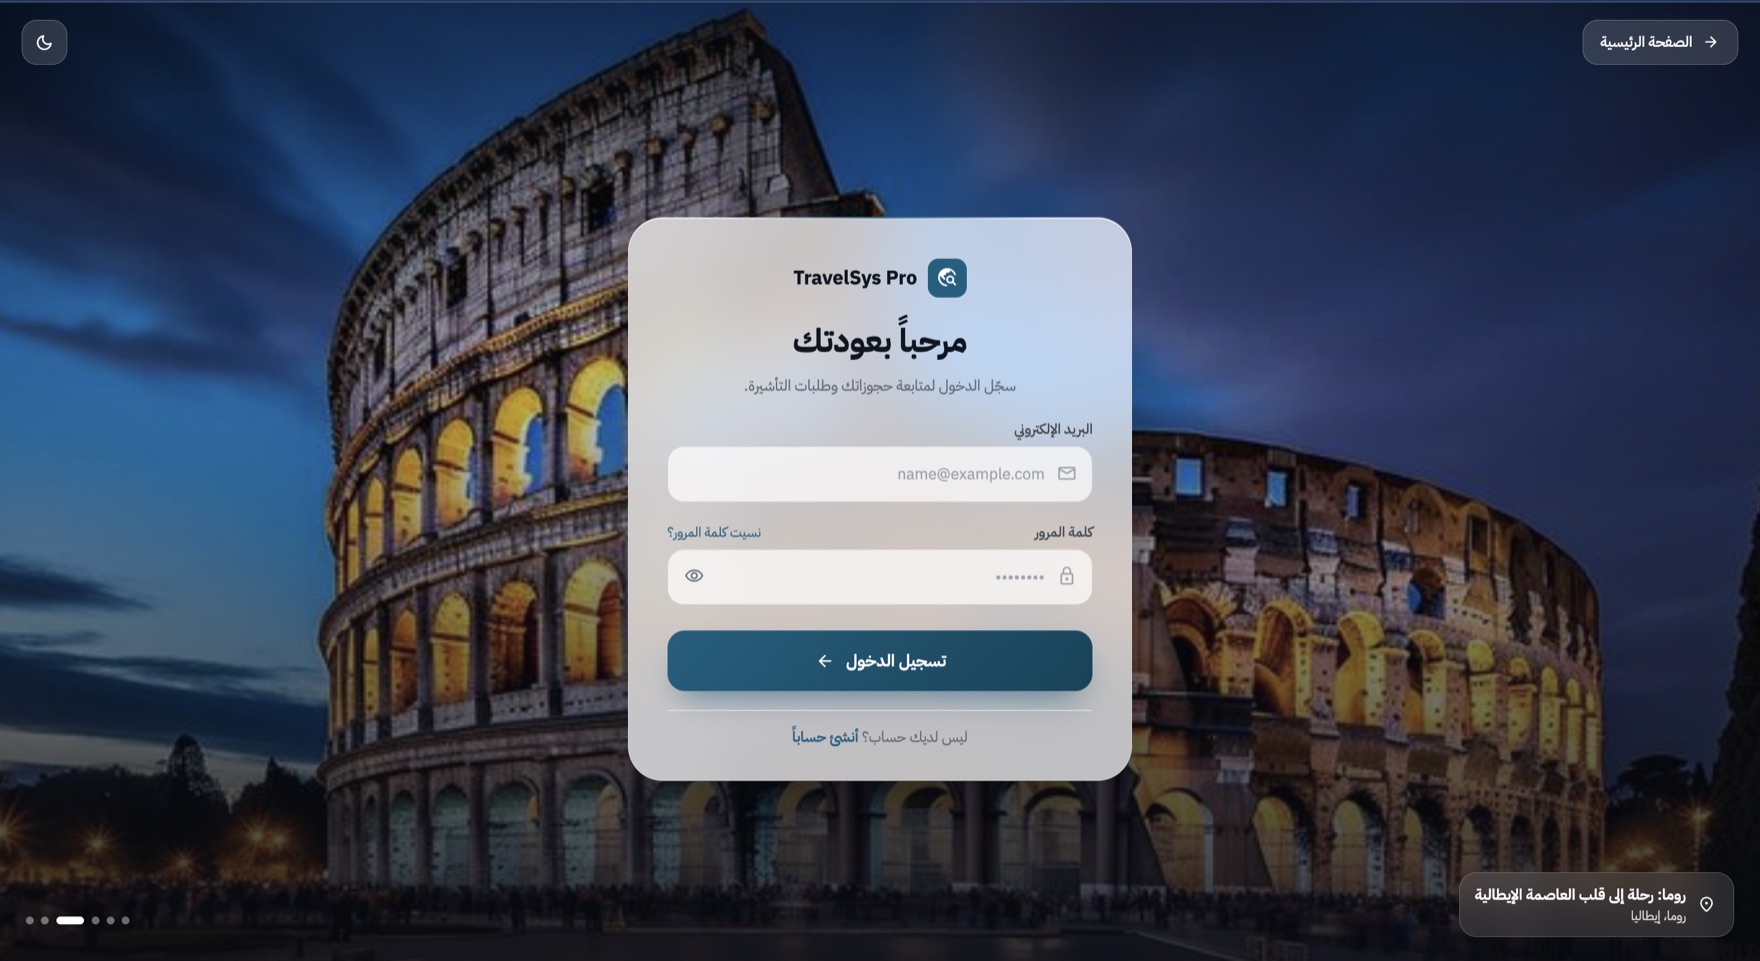 الصفحة الرئيسية
TravelSys Pro
مرحباً بعودتك
سجّل الدخول لمتابعة حجوزاتك وطلبات التأشيرة.
البريد الإلكتروني
name@example.com
كلمة المرور
نسيت كلمة المرور؟
تسجيل الدخول
ليس لديك حساب؟ أنشئ حساباً
روما: رحلة إلى قلب العاصمة الإيطالية
روما، إيطاليا